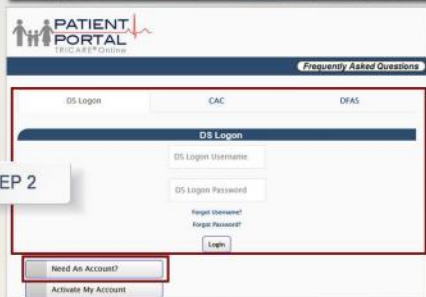 PATIENT
PORTAL
TRICARE® Online
Frequently Asked Questions
DS Logon CAC DFAS
DS Logon
DS Logon Username
EP 2
DS Logon Password
Forgot Username?
Forgot Password?
Login
Need An Account?
Activate My Account